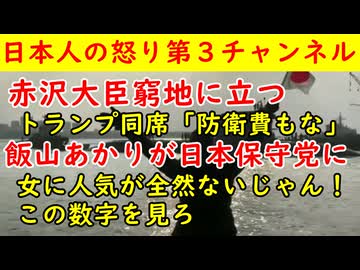 日本人の怒り第３チャンネル
赤沢大臣窮地に立つ
トランプ同席「防衛費もな」
飯山あかりが日本保守党に
女に人気が全然ないじゃん！
この数字を見ろ